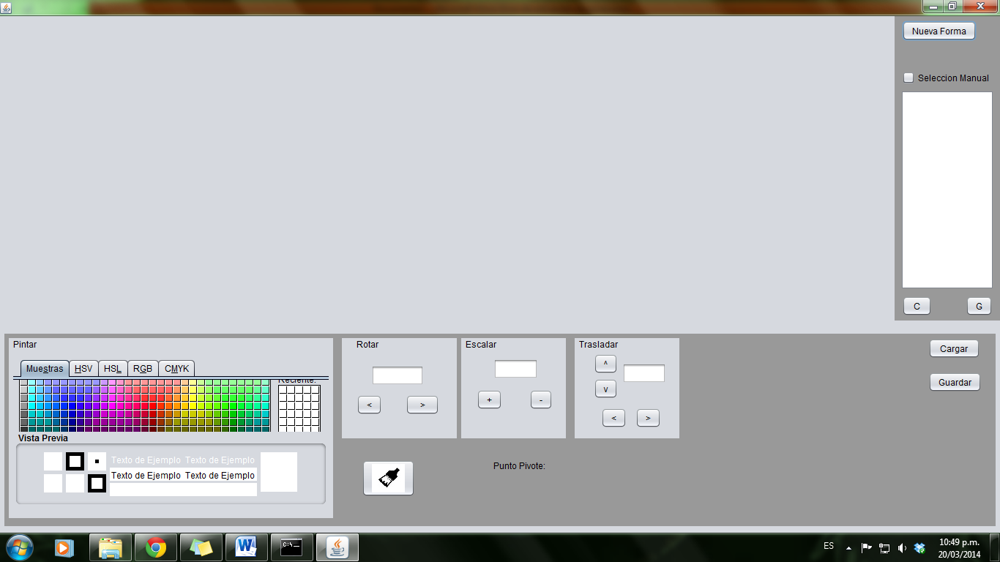 Nueva Forma
Seleccion Manual
C G
Pintar
Muestras HSV HSL RGB CMYK
Reciente:
Vista Previa
Texto de Ejemplo Texto de Ejemplo
Texto de Ejemplo Texto de Ejemplo
Rotar
< >
Escalar
+ -
Trasladar
^
v
< >
Cargar
Guardar
Punto Pivote:
C:\_
ES
10:49 p.m.
20/03/2014